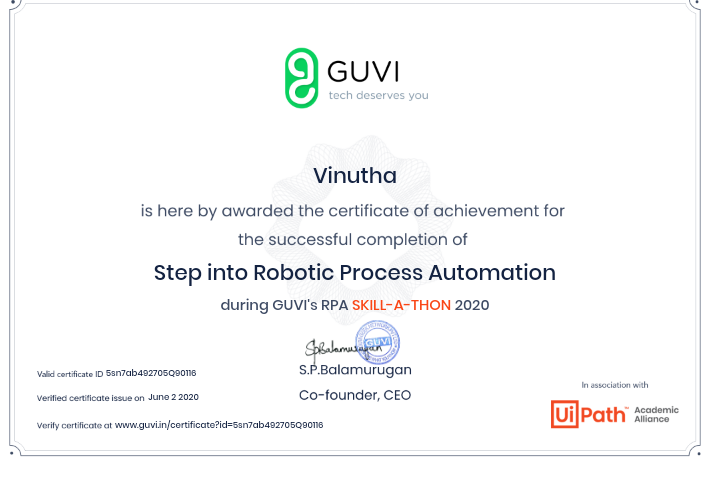 GUVI
tech deserves you
Vinutha
is here by awarded the certificate of achievement for
the successful completion of
Step into Robotic Process Automation
during GUVI's RPA SKILL-A-THON 2020
SpBalamurugan
GUVI
S.P.Balamurugan
Co-founder, CEO
Valid certificate ID 5sn7ab492705Q90116
Verified certificate issue on June 2 2020
Verify certificate at www.guvi.in/certificate?id=5sn7ab492705Q90116
In association with
UiPath™ Academic
Alliance